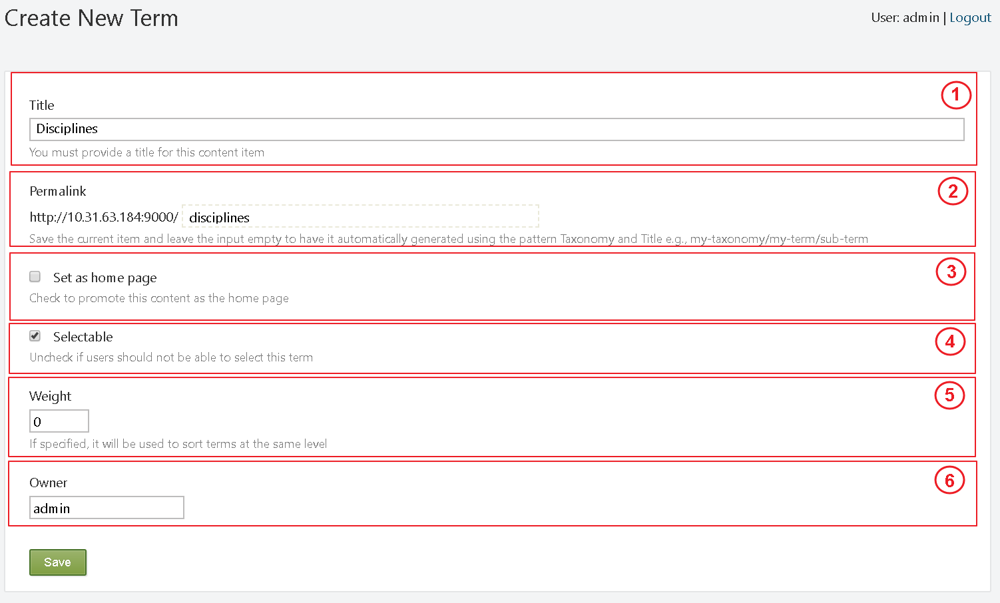 Create New Term
User: admin | Logout
1
Title
Disciplines
You must provide a title for this content item
2
Permalink
http://10.31.63.184:9000/ disciplines
Save the current item and leave the input empty to have it automatically generated using the pattern Taxonomy and Title e.g., my-taxonomy/my-term/sub-term
3
Set as home page
Check to promote this content as the home page
4
Selectable
Uncheck if users should not be able to select this term
5
Weight
0
If specified, it will be used to sort terms at the same level
6
Owner
admin
Save